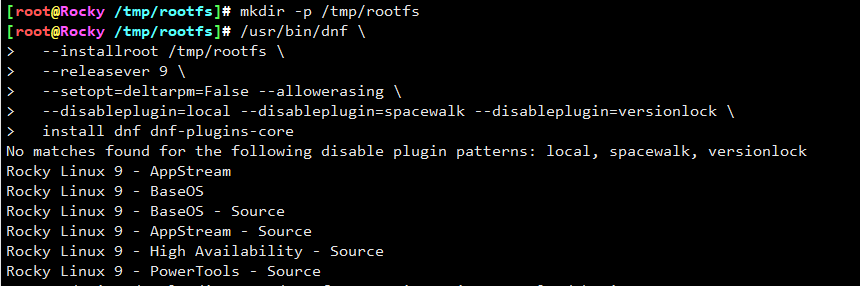 [root@Rocky /tmp/rootfs]# mkdir -p /tmp/rootfs
[root@Rocky /tmp/rootfs]# /usr/bin/dnf \
>   --installroot /tmp/rootfs \
>   --releasever 9 \
>   --setopt=deltarpm=False --allowerasing \
>   --disableplugin=local --disableplugin=spacewalk --disableplugin=versionlock \
>   install dnf dnf-plugins-core
No matches found for the following disable plugin patterns: local, spacewalk, versionlock
Rocky Linux 9 - AppStream
Rocky Linux 9 - BaseOS
Rocky Linux 9 - BaseOS - Source
Rocky Linux 9 - AppStream - Source
Rocky Linux 9 - High Availability - Source
Rocky Linux 9 - PowerTools - Source